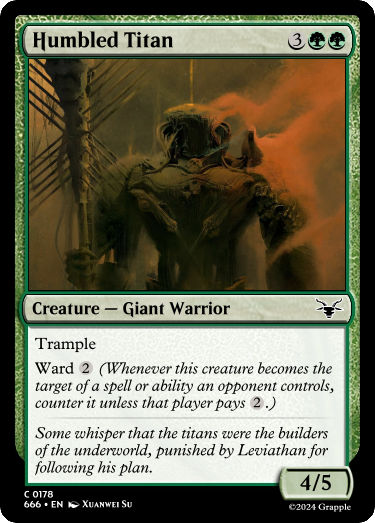 Humbled Titan 3
Creature — Giant Warrior
Trample
Ward 2 (Whenever this creature becomes the
target of a spell or ability an opponent controls,
counter it unless that player pays 2.)
Some whisper that the titans were the builders
of the underworld, punished by Leviathan for
following his plan.
4/5
C 0178
666 • EN Xuanwei Su
©2024 Grapple